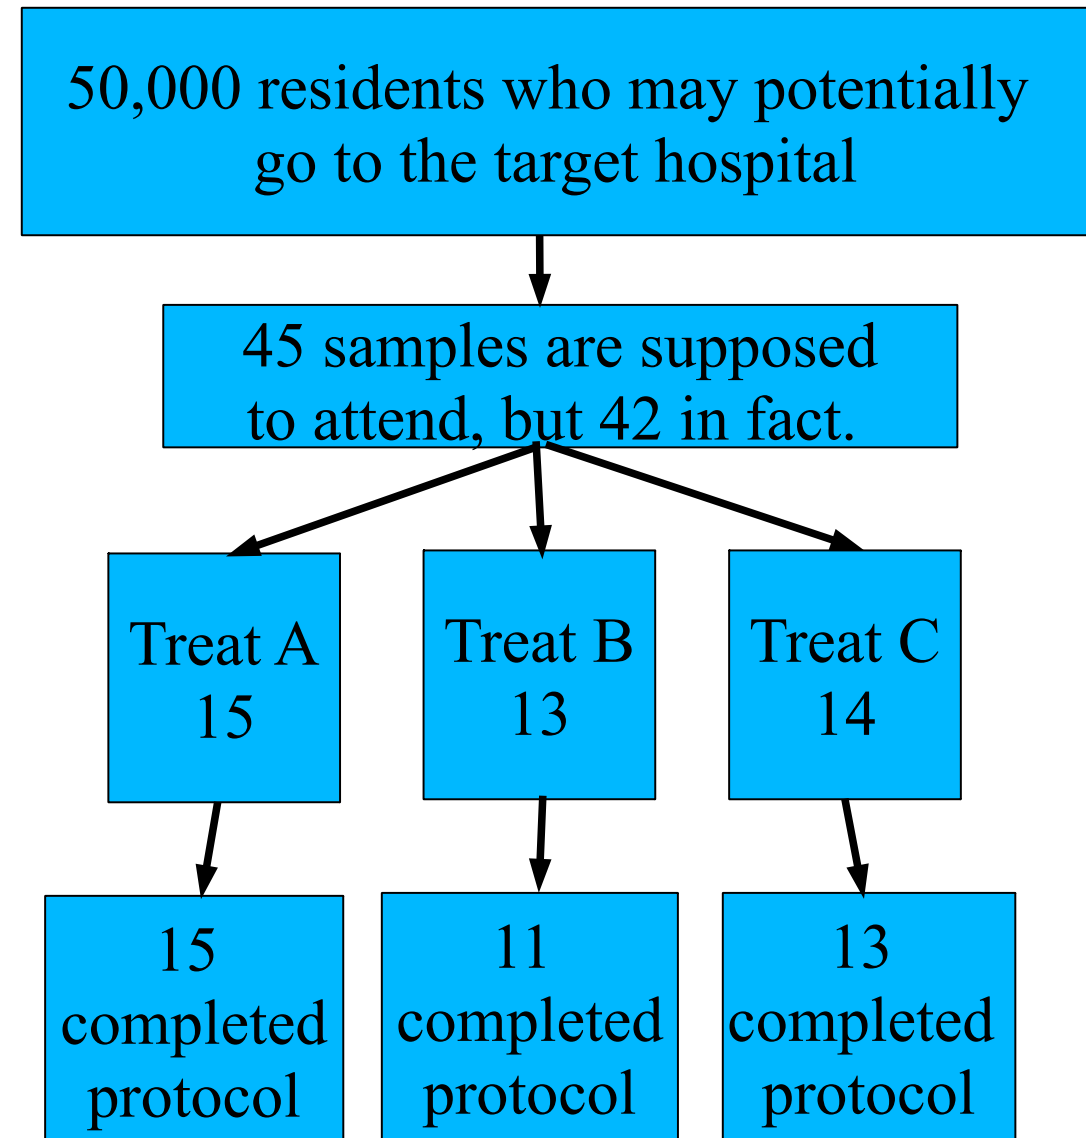 50,000 residents who may potentially
go to the target hospital
45 samples are supposed
to attend, but 42 in fact.
Treat A
15
Treat B
13
Treat C
14
15
completed
protocol
11
completed
protocol
13
completed
protocol